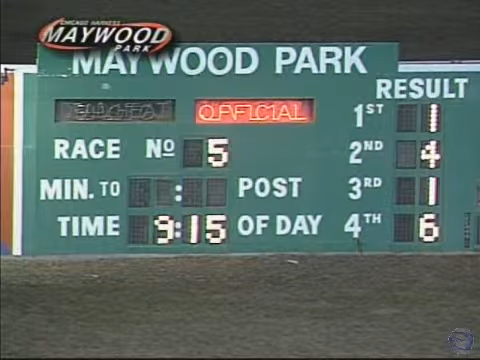 CHICAGO HARNESS
MAYWOOD
PARK
MAYWOOD PARK
RESULT
OFFICIAL
1ST 1
RACE NO 5
2ND 4
MIN. TO : POST
3RD 1
TIME 9:15 OF DAY
4TH 6